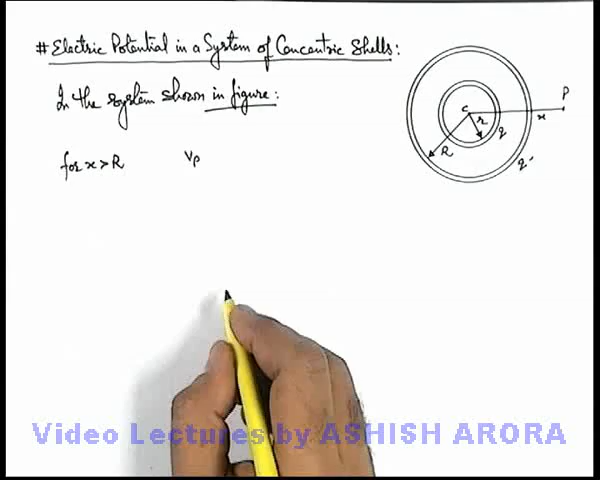 # Electric Potential in a System of Concentric Shells:
In the system shown in figure:
for x > R   Vp
C
r
R
q
q'
x
P
Video Lectures by ASHISH ARORA